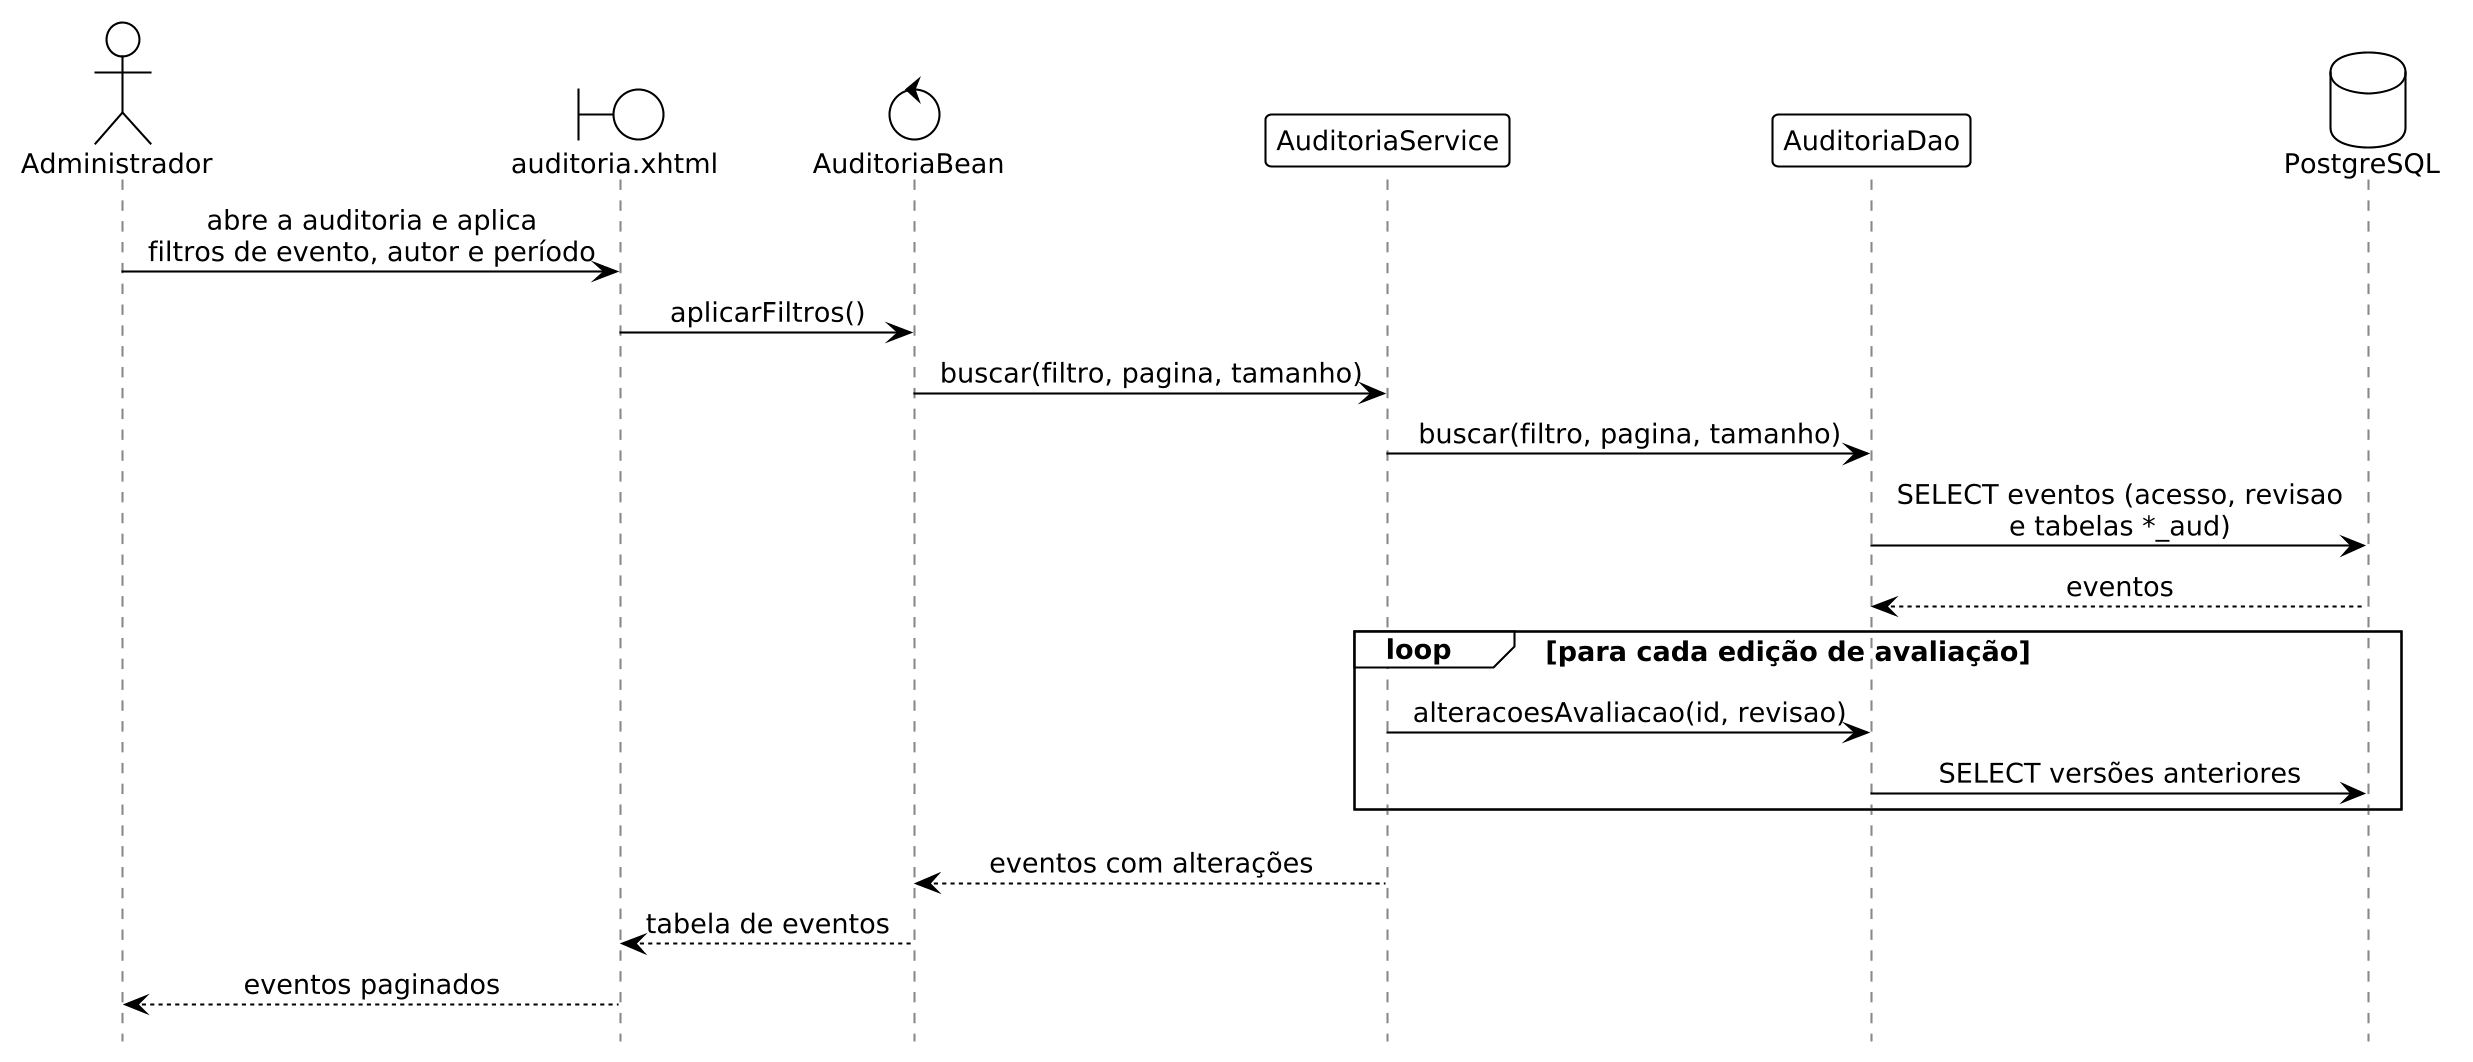 Administrador
auditoria.xhtml
AuditoriaBean
AuditoriaService
AuditoriaDao
PostgreSQL
abre a auditoria e aplica
filtros de evento, autor e período
aplicarFiltros()
buscar(filtro, pagina, tamanho)
buscar(filtro, pagina, tamanho)
SELECT eventos (acesso, revisao
e tabelas *_aud)
eventos
loop
[para cada edição de avaliação]
alteracoesAvaliacao(id, revisao)
SELECT versões anteriores
eventos com alterações
tabela de eventos
eventos paginados